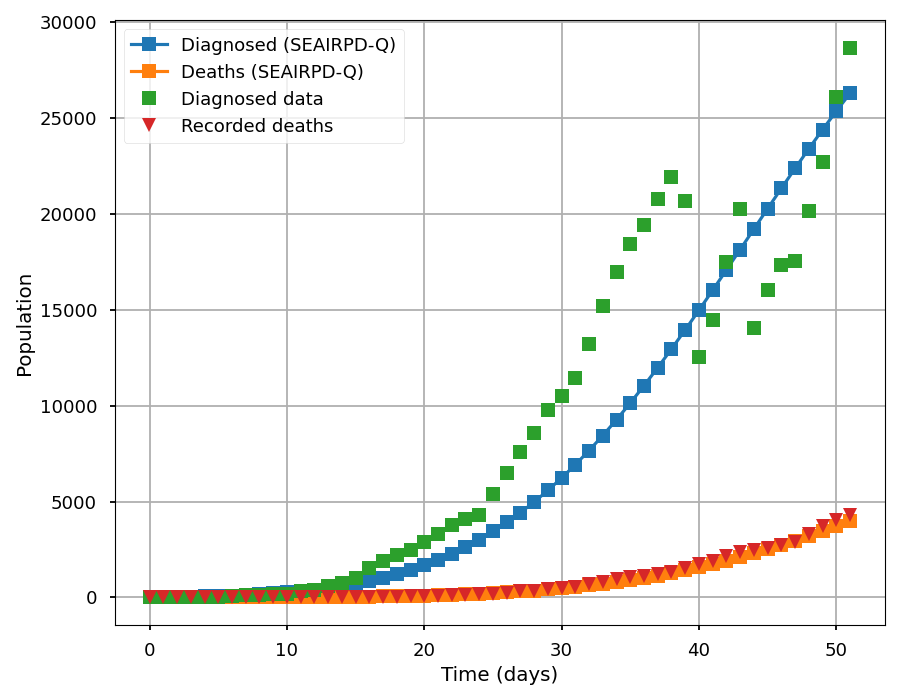 30000
25000
20000
15000
10000
5000
0
Population
Diagnosed (SEAIRPD-Q)
Deaths (SEAIRPD-Q)
Diagnosed data
Recorded deaths
0 10 20 30 40 50
Time (days)